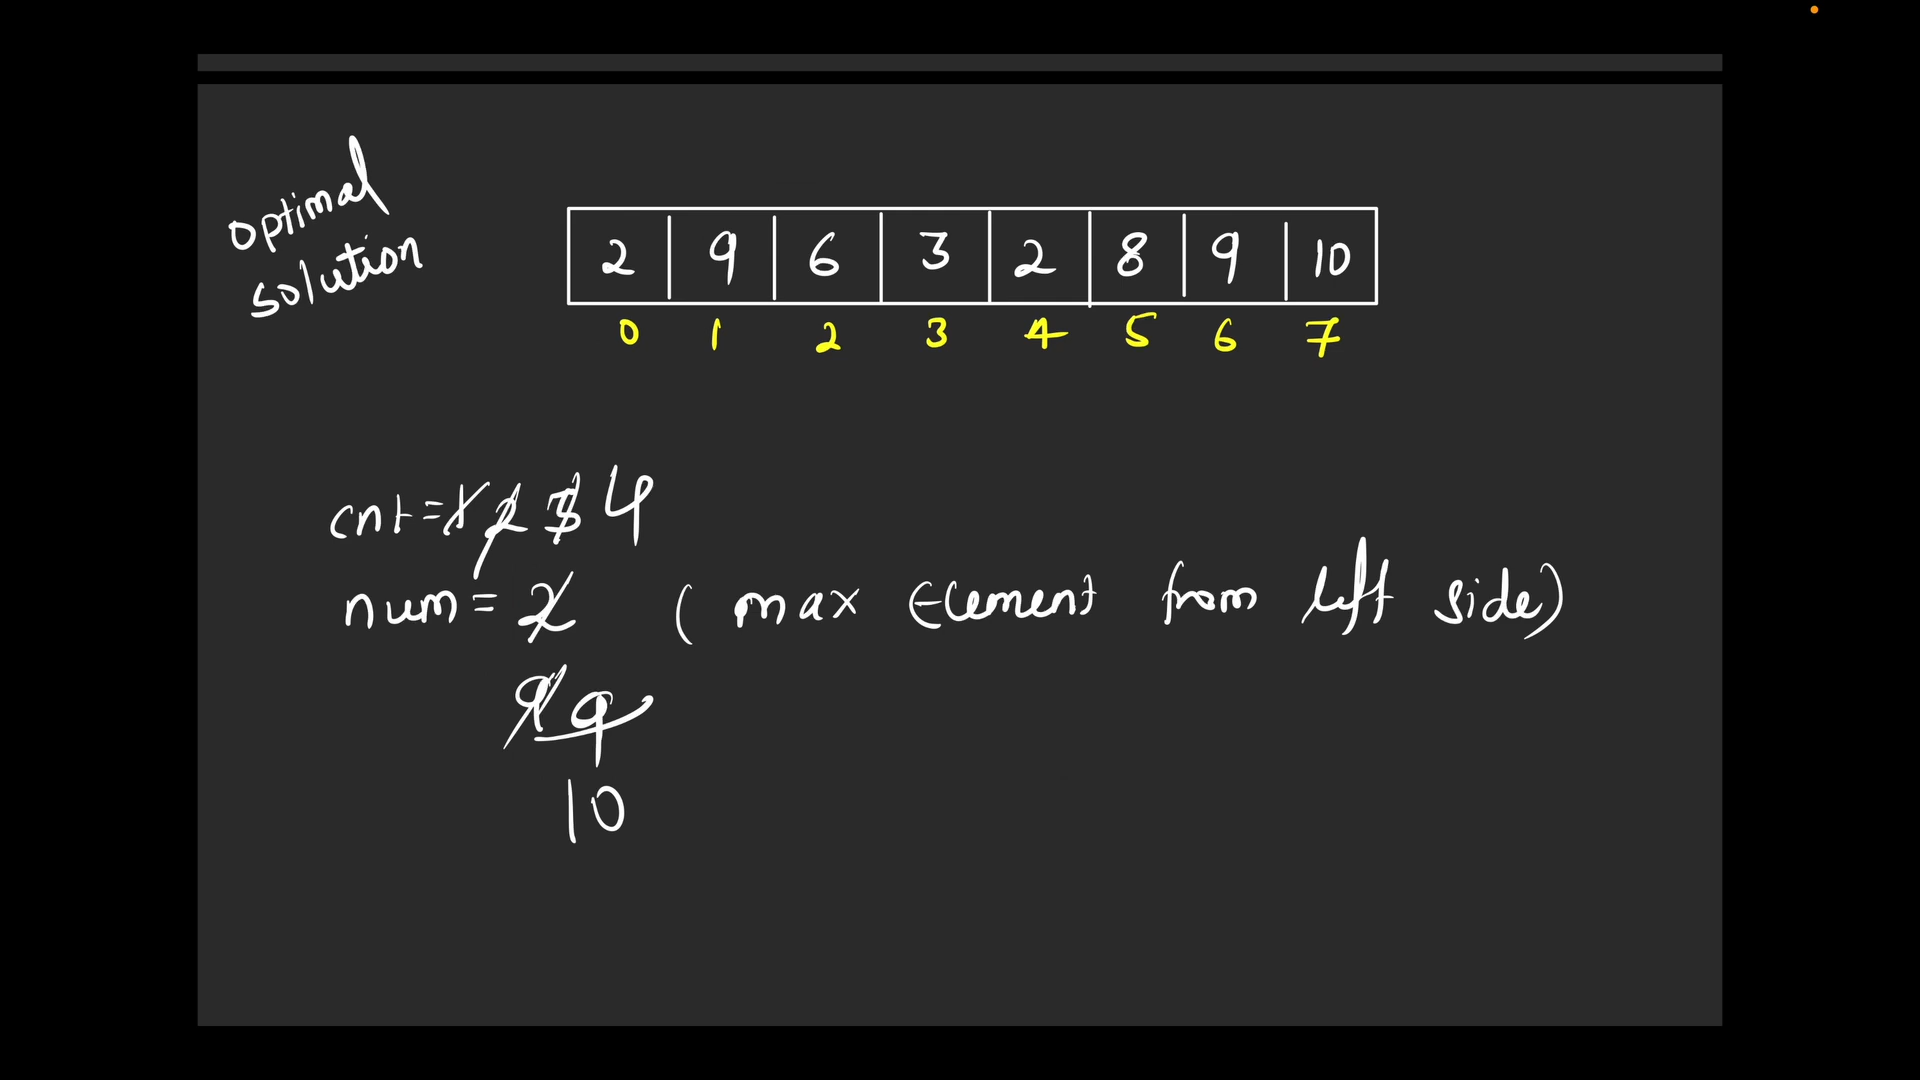 optimal
solution
2 9 6 3 2 8 9 10
0 1 2 3 4 5 6 7
cnt = 1 2 3 4
num = 2 (max Element from left side)
9 9
10